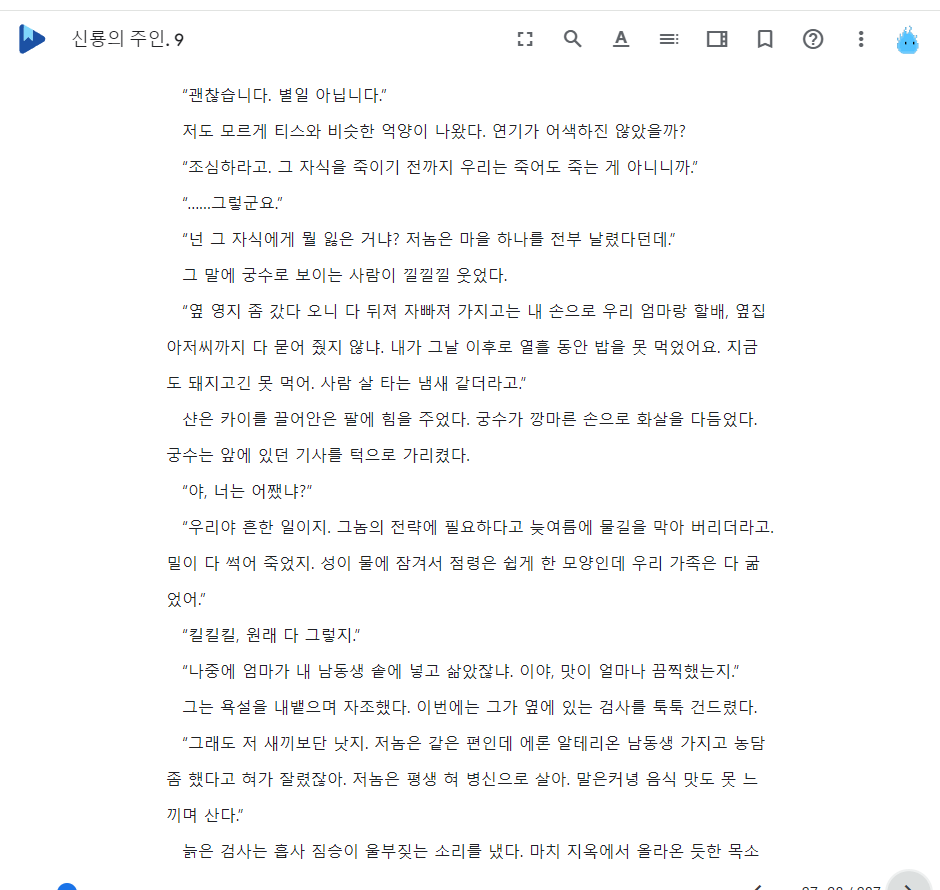 신룡의 주인. 9
“괜찮습니다. 별일 아닙니다.”
저도 모르게 티스와 비슷한 억양이 나왔다. 연기가 어색하진 않았을까?
“조심하라고. 그 자식을 죽이기 전까지 우리는 죽어도 죽는 게 아니니까.”
“……그렇군요.”
“넌 그 자식에게 뭘 잃은 거냐? 저놈은 마을 하나를 전부 날렸다던데.”
그 말에 궁수로 보이는 사람이 낄낄낄 웃었다.
“옆 영지 좀 갔다 오니 다 뒤져 자빠져 가지고는 내 손으로 우리 엄마랑 할배, 옆집
아저씨까지 다 묻어 줬지 않냐. 내가 그날 이후로 열흘 동안 밥을 못 먹었어요. 지금
도 돼지고긴 못 먹어. 사람 살 타는 냄새 같더라고.”
샨은 카이를 끌어안은 팔에 힘을 주었다. 궁수가 깡마른 손으로 화살을 다듬었다.
궁수는 앞에 있던 기사를 턱으로 가리켰다.
“야, 너는 어쨌냐?”
“우리야 흔한 일이지. 그놈의 전략에 필요하다고 늦여름에 물길을 막아 버리더라고.
밀이 다 썩어 죽었지. 성이 물에 잠겨서 점령은 쉽게 한 모양인데 우리 가족은 다 굶
었어.”
“킬킬킬, 원래 다 그렇지.”
“나중에 엄마가 내 남동생 솥에 넣고 삶았잖냐. 이야, 맛이 얼마나 끔찍했는지.”
그는 욕설을 내뱉으며 자조했다. 이번에는 그가 옆에 있는 검사를 툭툭 건드렸다.
“그래도 저 새끼보단 낫지. 저놈은 같은 편인데 에론 알테리온 남동생 가지고 농담
좀 했다고 혀가 잘렸잖아. 저놈은 평생 혀 병신으로 살아. 말은커녕 음식 맛도 못 느
끼며 산다.”
늙은 검사는 흡사 짐승이 울부짖는 소리를 냈다. 마치 지옥에서 올라온 듯한 목소